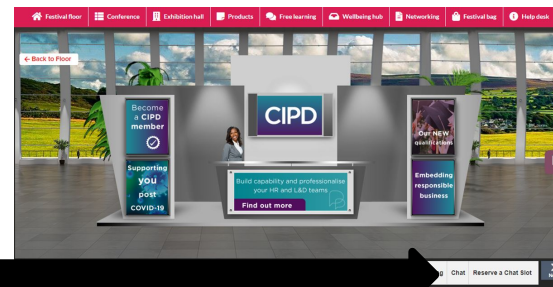 Festival floor
Conference
Exhibition hall
Products
Free learning
Wellbeing hub
Networking
Festival bag
Help desk
← Back to Floor
Become
a CIPD
member
CIPD
Our NEW
qualifications
Supporting
you
post
COVID-19
Build capability and professionalise
your HR and L&D teams
Find out more
Embedding
responsible
business
Chat
Reserve a Chat Slot